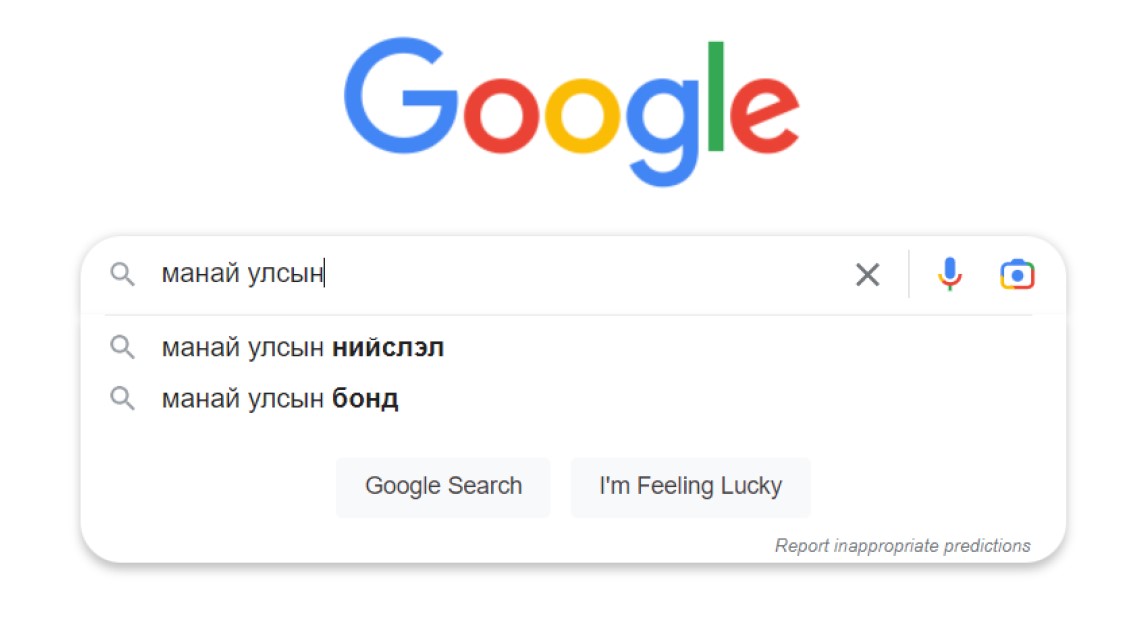 Google
манай улсын
манай улсын нийслэл
манай улсын бонд
Google Search
I'm Feeling Lucky
Report inappropriate predictions